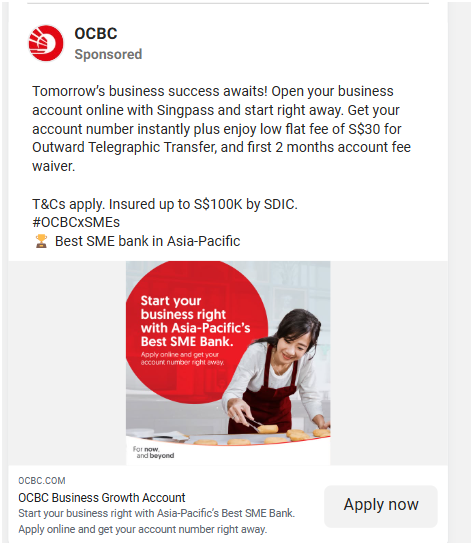 OCBC
Sponsored
Tomorrow’s business success awaits! Open your business
account online with Singpass and start right away. Get your
account number instantly plus enjoy low flat fee of S$30 for
Outward Telegraphic Transfer, and first 2 months account fee
waiver.
T&Cs apply. Insured up to S$100K by SDIC.
#OCBCxSMEs
🏆 Best SME bank in Asia-Pacific
Start your
business right
with Asia-Pacific’s
Best SME Bank.
Apply online and get your
account number right away.
For now,
and beyond
OCBC.COM
OCBC Business Growth Account
Start your business right with Asia-Pacific’s Best SME Bank.
Apply online and get your account number right away.
Apply now